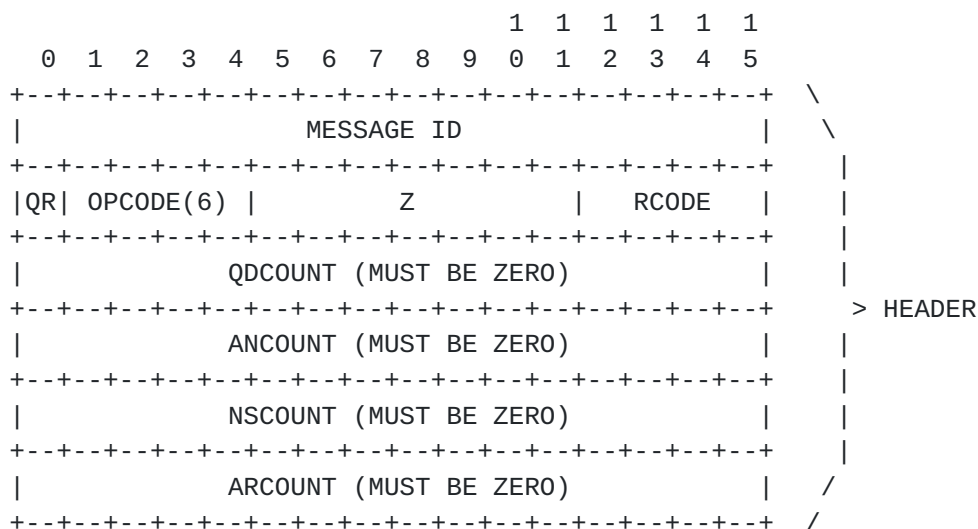 1 1 1 1 1 1
0 1 2 3 4 5 6 7 8 9 0 1 2 3 4 5
+--+--+--+--+--+--+--+--+--+--+--+--+--+--+--+--+ \
| MESSAGE ID | \
+--+--+--+--+--+--+--+--+--+--+--+--+--+--+--+--+ |
|QR| OPCODE(6) | Z | RCODE | |
+--+--+--+--+--+--+--+--+--+--+--+--+--+--+--+--+ |
| QDCOUNT (MUST BE ZERO) | |
+--+--+--+--+--+--+--+--+--+--+--+--+--+--+--+--+ > HEADER
| ANCOUNT (MUST BE ZERO) | |
+--+--+--+--+--+--+--+--+--+--+--+--+--+--+--+--+ |
| NSCOUNT (MUST BE ZERO) | |
+--+--+--+--+--+--+--+--+--+--+--+--+--+--+--+--+ |
| ARCOUNT (MUST BE ZERO) | /
+--+--+--+--+--+--+--+--+--+--+--+--+--+--+--+--+ /